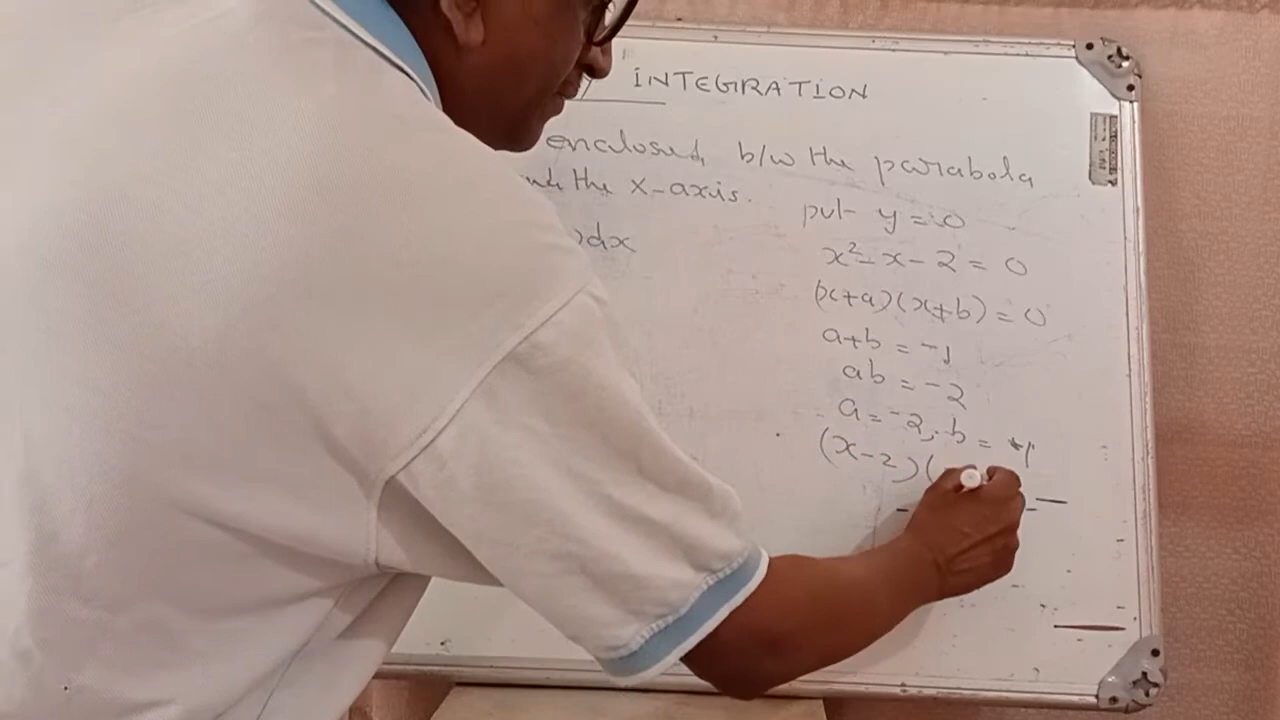 INTEGRATION
enclosed b/w the parabola
the x-axis.
)dx
put y = 0
x² - x - 2 = 0
(x+a)(x+b) = 0
a+b = -1
ab = -2
a = -2, b = 1
(x-2)(